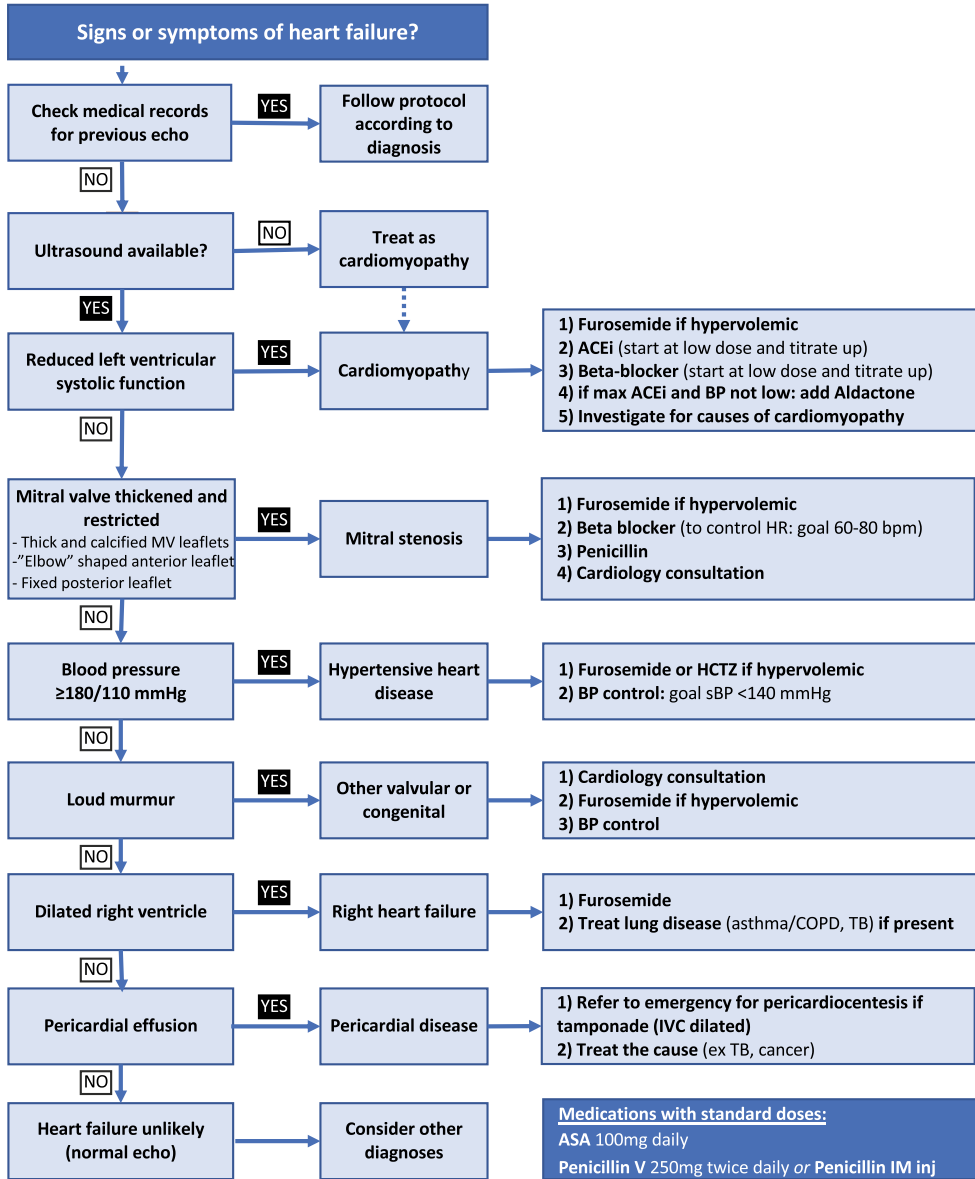 Signs or symptoms of heart failure?
Check medical records
for previous echo
YES
Follow protocol
according to
diagnosis
NO
Ultrasound available?
NO
Treat as
cardiomyopathy
YES
Reduced left ventricular
systolic function
YES
Cardiomyopathy
1) Furosemide if hypervolemic
2) ACEi (start at low dose and titrate up)
3) Beta-blocker (start at low dose and titrate up)
4) if max ACEi and BP not low: add Aldactone
5) Investigate for causes of cardiomyopathy
NO
Mitral valve thickened and
restricted
- Thick and calcified MV leaflets
-”Elbow” shaped anterior leaflet
- Fixed posterior leaflet
YES
Mitral stenosis
1) Furosemide if hypervolemic
2) Beta blocker (to control HR: goal 60-80 bpm)
3) Penicillin
4) Cardiology consultation
NO
Blood pressure
≥180/110 mmHg
YES
Hypertensive heart
disease
1) Furosemide or HCTZ if hypervolemic
2) BP control: goal sBP <140 mmHg
NO
Loud murmur
YES
Other valvular or
congenital
1) Cardiology consultation
2) Furosemide if hypervolemic
3) BP control
NO
Dilated right ventricle
YES
Right heart failure
1) Furosemide
2) Treat lung disease (asthma/COPD, TB) if present
NO
Pericardial effusion
YES
Pericardial disease
1) Refer to emergency for pericardiocentesis if
tamponade (IVC dilated)
2) Treat the cause (ex TB, cancer)
NO
Heart failure unlikely
(normal echo)
Consider other
diagnoses
Medications with standard doses:
ASA 100mg daily
Penicillin V 250mg twice daily or Penicillin IM inj